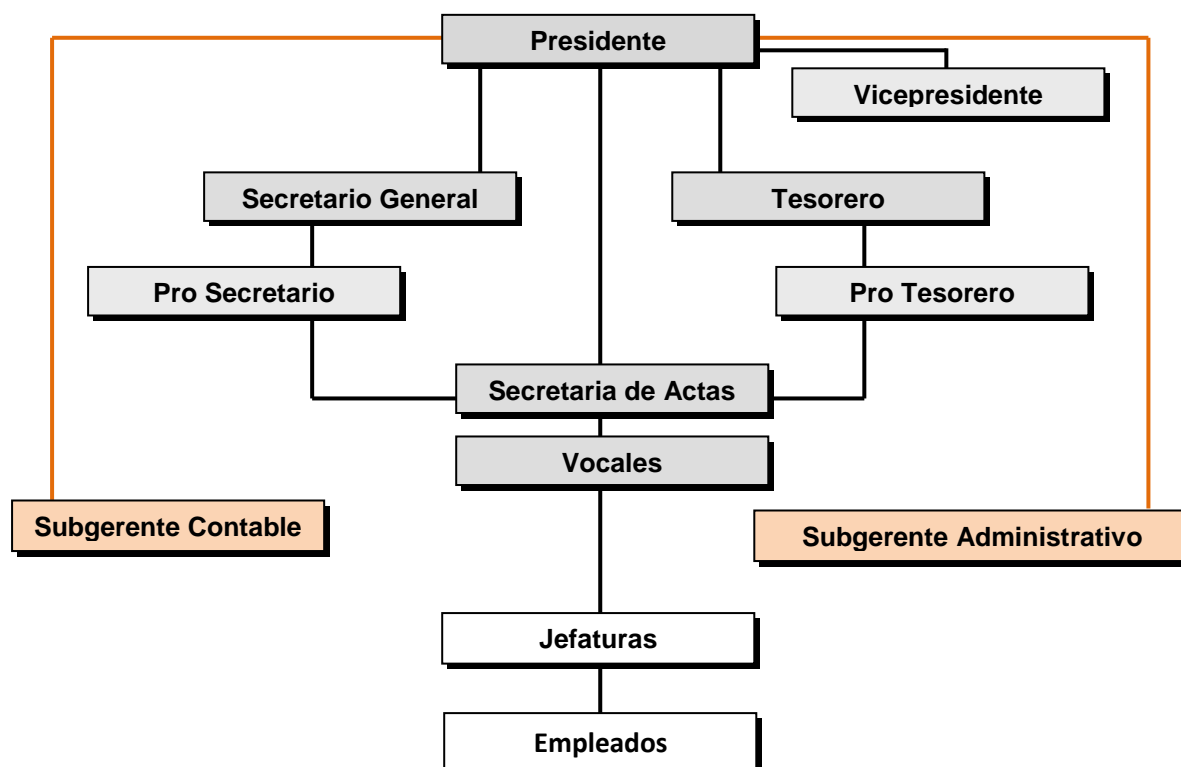 Presidente
Vicepresidente
Secretario General
Tesorero
Pro Secretario
Pro Tesorero
Secretaria de Actas
Vocales
Subgerente Contable
Subgerente Administrativo
Jefaturas
Empleados